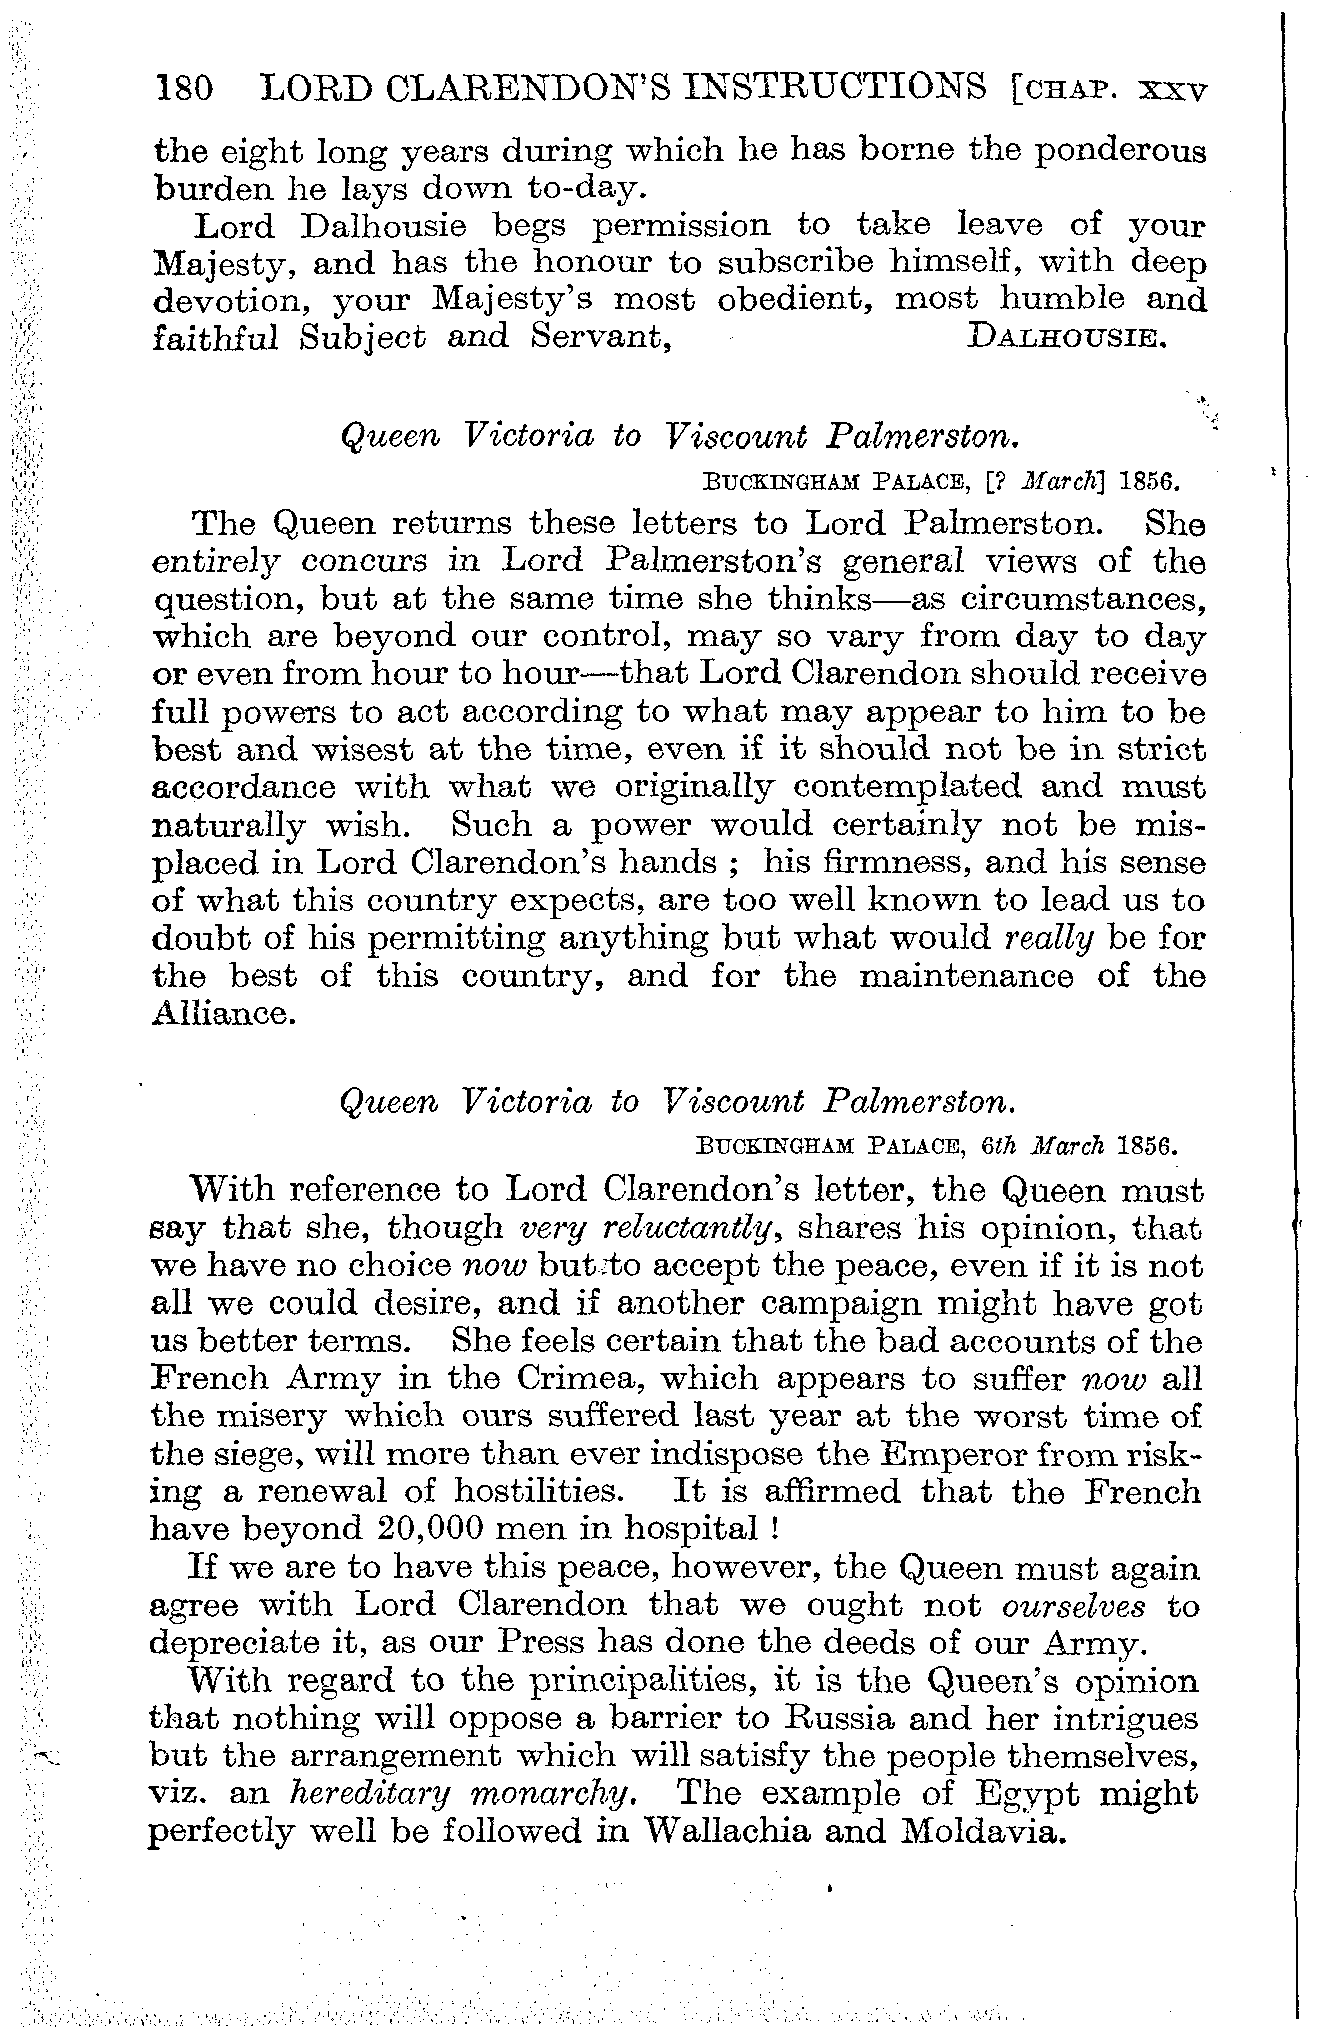 180 LORD CLARENDON'S INSTRUCTIONS [CHAP. XXV
the eight long years during which he has borne the ponderous
burden he lays down to-day.
Lord Dalhousie begs permission to take leave of your
Majesty, and has the honour to subscribe himself, with deep
devotion, your Majesty's most obedient, most humble and
faithful Subject and Servant, DALHOUSIE.
Queen Victoria to Viscount Palmerston.
BUCKINGHAM PALACE, [? March] 1856.
The Queen returns these letters to Lord Palmerston. She
entirely concurs in Lord Palmerston's general views of the
question, but at the same time she thinks—as circumstances,
which are beyond our control, may so vary from day to day
or even from hour to hour—that Lord Clarendon should receive
full powers to act according to what may appear to him to be
best and wisest at the time, even if it should not be in strict
accordance with what we originally contemplated and must
naturally wish. Such a power would certainly not be mis-
placed in Lord Clarendon's hands ; his firmness, and his sense
of what this country expects, are too well known to lead us to
doubt of his permitting anything but what would really be for
the best of this country, and for the maintenance of the
Alliance.
Queen Victoria to Viscount Palmerston.
BUCKINGHAM PALACE, 6th March 1856.
With reference to Lord Clarendon's letter, the Queen must
say that she, though very reluctantly, shares his opinion, that
we have no choice now but to accept the peace, even if it is not
all we could desire, and if another campaign might have got
us better terms. She feels certain that the bad accounts of the
French Army in the Crimea, which appears to suffer now all
the misery which ours suffered last year at the worst time of
the siege, will more than ever indispose the Emperor from risk-
ing a renewal of hostilities. It is affirmed that the French
have beyond 20,000 men in hospital !
If we are to have this peace, however, the Queen must again
agree with Lord Clarendon that we ought not ourselves to
depreciate it, as our Press has done the deeds of our Army.
With regard to the principalities, it is the Queen's opinion
that nothing will oppose a barrier to Russia and her intrigues
but the arrangement which will satisfy the people themselves,
viz. an hereditary monarchy. The example of Egypt might
perfectly well be followed in Wallachia and Moldavia.